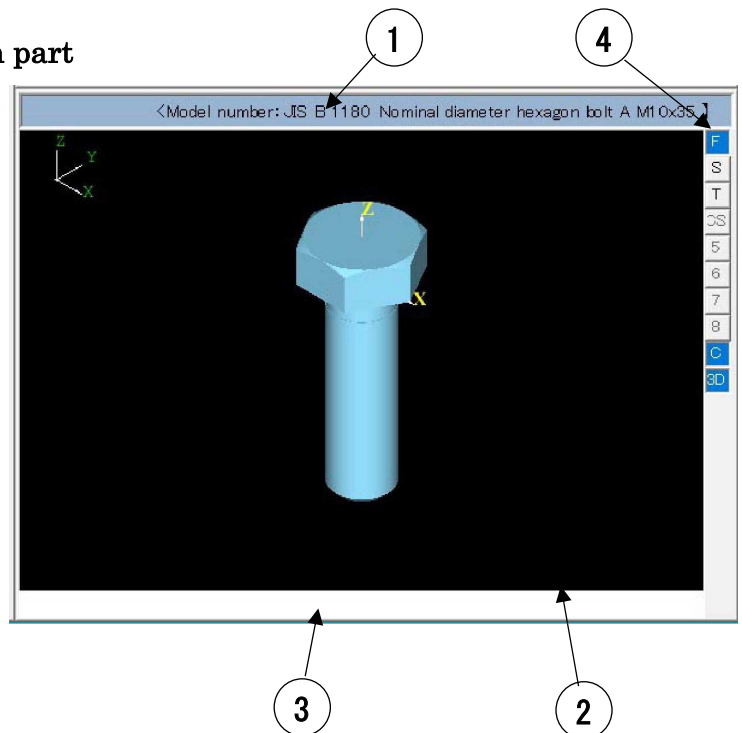 part
1
4
<Model number: JIS B 1180 Nominal diameter hexagon bolt A M10x35 】
F
S
T
CS
5
6
7
8
C
3D
Z
Y
X
Z
X
3
2